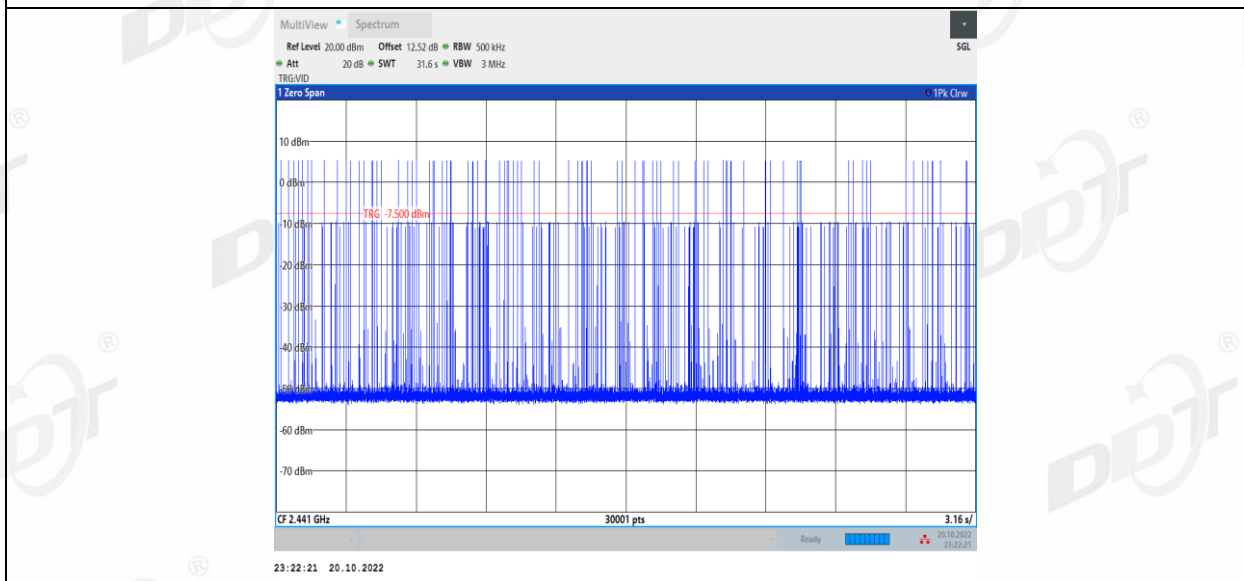 MultiView Spectrum
Ref Level 20.00 dBm Offset 12.52 dB RBW 500 kHz SGL
Att 20 dB SWT 31.6 s VBW 3 MHz
TRG:VID
1 Zero Span 1Pk Clrw
10 dBm
0 dBm
TRG -7.500 dBm
-10 dBm
-20 dBm
-30 dBm
-40 dBm
-60 dBm
-70 dBm
CF 2.441 GHz 30001 pts 3.16 s/
Ready 20.10.2022
23:22:21
23:22:21 20.10.2022
DDT
®